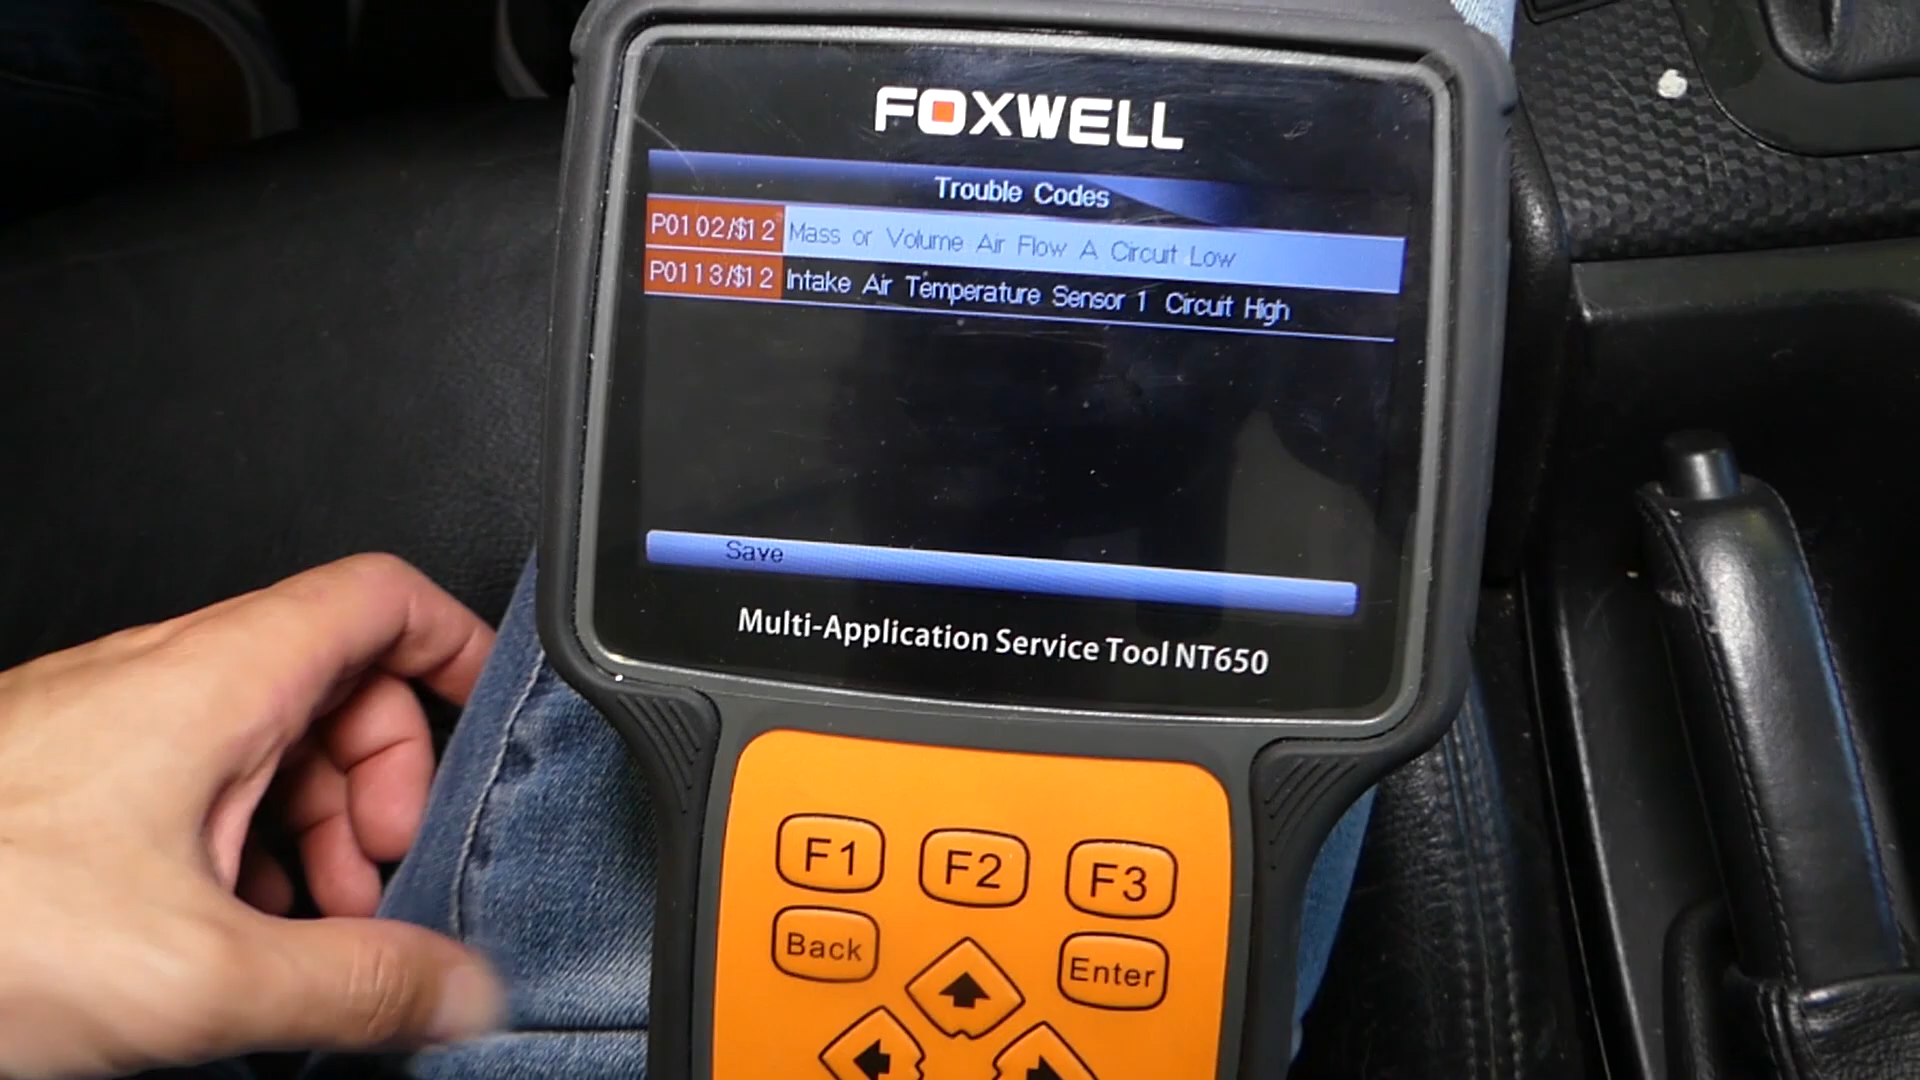 FOXWELL
Trouble Codes
P0102/$12 Mass or Volume Air Flow A Circuit Low
P0113/$12 Intake Air Temperature Sensor 1 Circuit High
Save
Multi-Application Service Tool NT650
F1 F2 F3
Back Enter